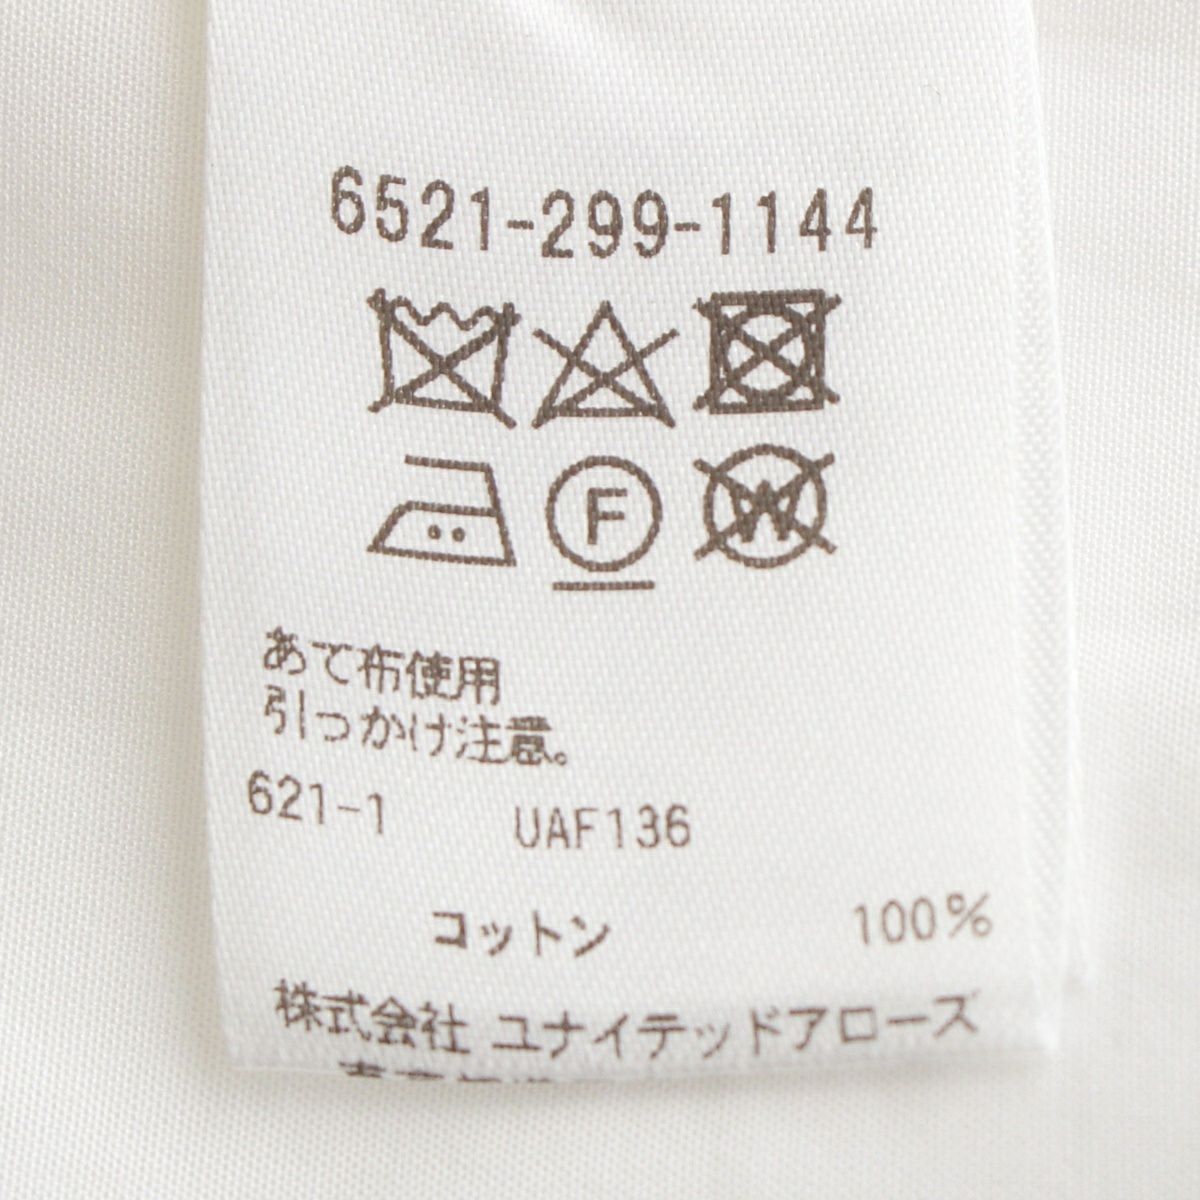 6521-299-1144
F W
あて布使用
引っかけ注意。
621-1 UAF136
コットン 100%
株式会社 ユナイテッドアローズ